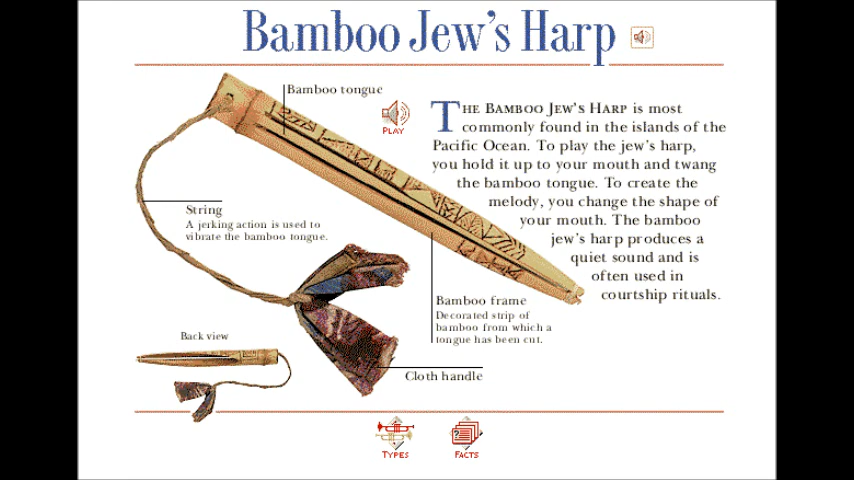 Bamboo Jew's Harp
Bamboo tongue
PLAY
THE BAMBOO JEW'S HARP is most
commonly found in the islands of the
Pacific Ocean. To play the jew's harp,
you hold it up to your mouth and twang
the bamboo tongue. To create the
melody, you change the shape of
your mouth. The bamboo
jew's harp produces a
quiet sound and is
often used in
courtship rituals.
String
A jerking action is used to
vibrate the bamboo tongue.
Bamboo frame
Decorated strip of
bamboo from which a
tongue has been cut.
Back view
Cloth handle
TYPES
FACTS